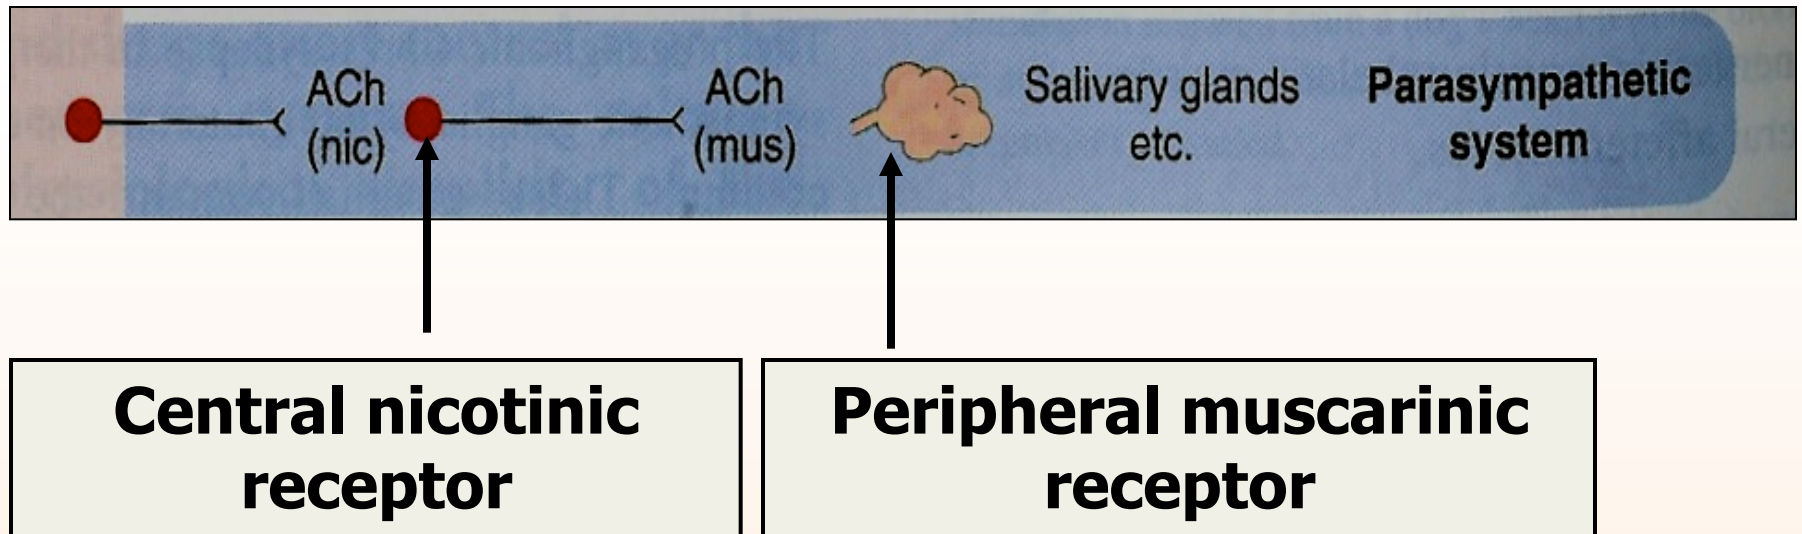 ACh
(nic)
ACh
(mus)
Salivary glands
etc.
Parasympathetic
system
Central nicotinic
receptor
Peripheral muscarinic
receptor